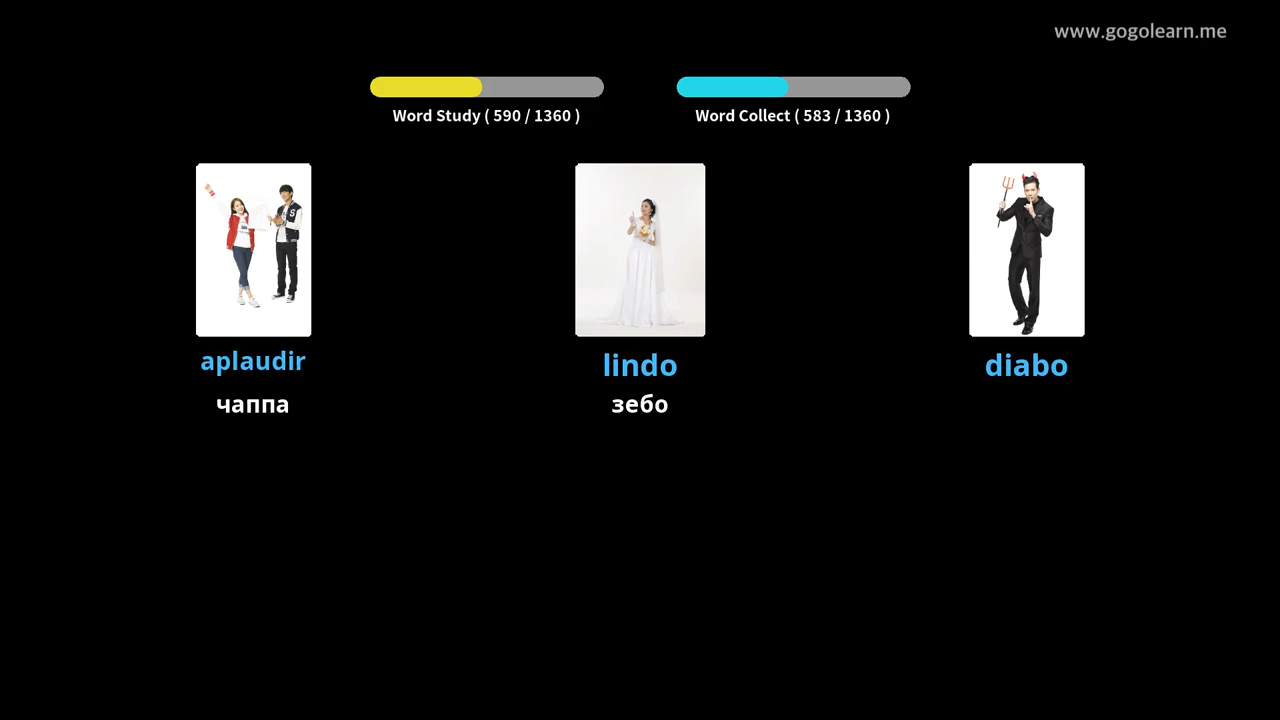 www.gogolearn.me
Word Study ( 590 / 1360 )
Word Collect ( 583 / 1360 )
aplaudir
lindo
diabo
чаппа
зебо